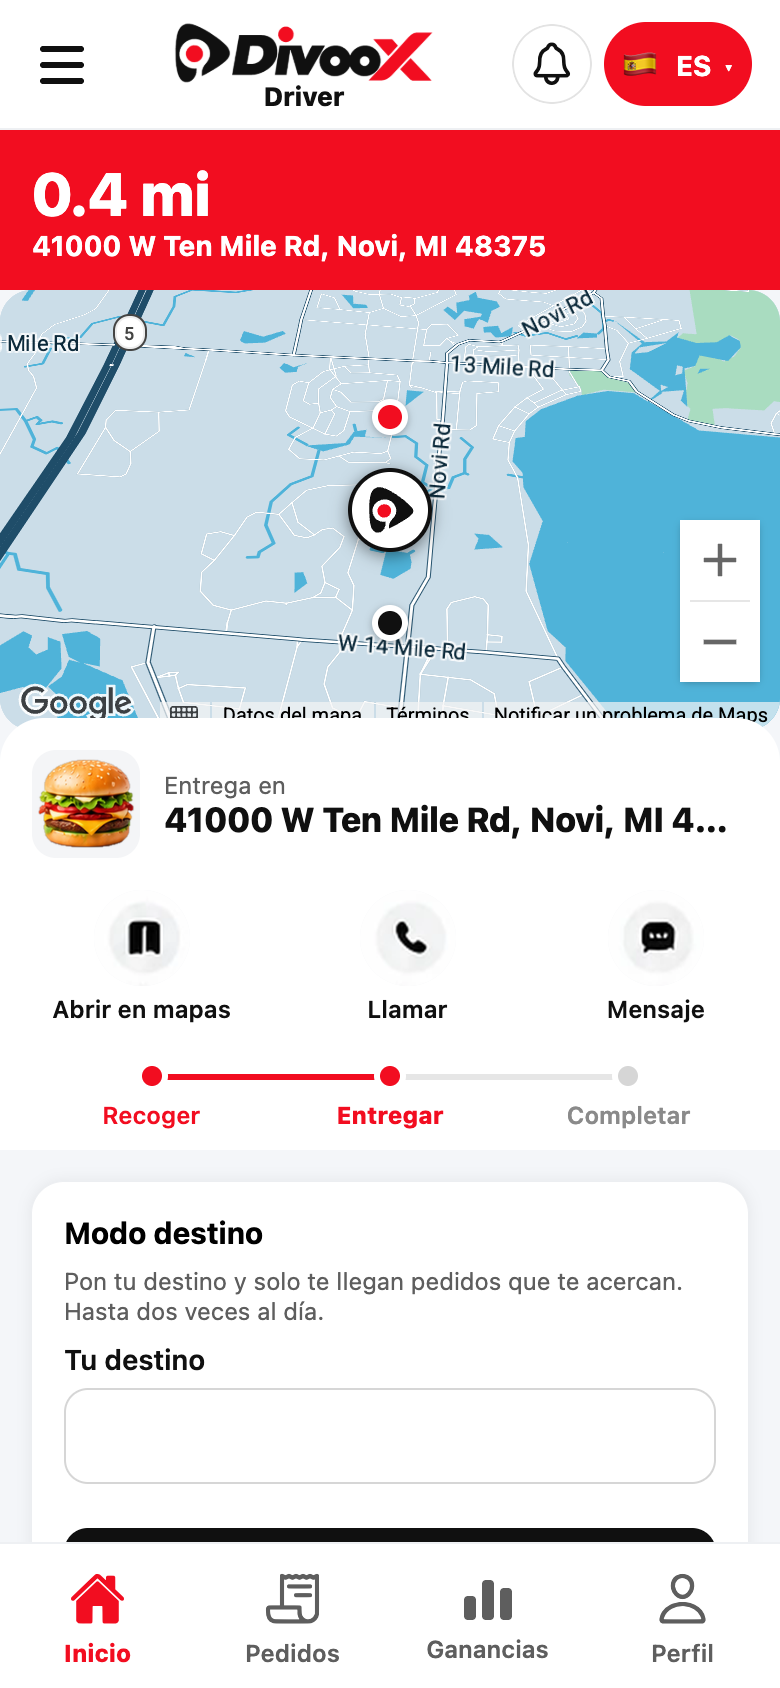 DivooX
Driver
ES
0.4 mi
41000 W Ten Mile Rd, Novi, MI 48375
Novi Rd
Mile Rd
5
13 Mile Rd
Novi Rd
W 14 Mile Rd
Google
Datos del mapa
Términos
Notificar un problema de Maps
Entrega en
41000 W Ten Mile Rd, Novi, MI 4...
Abrir en mapas
Llamar
Mensaje
Recoger
Entregar
Completar
Modo destino
Pon tu destino y solo te llegan pedidos que te acercan.
Hasta dos veces al día.
Tu destino
Inicio
Pedidos
Ganancias
Perfil